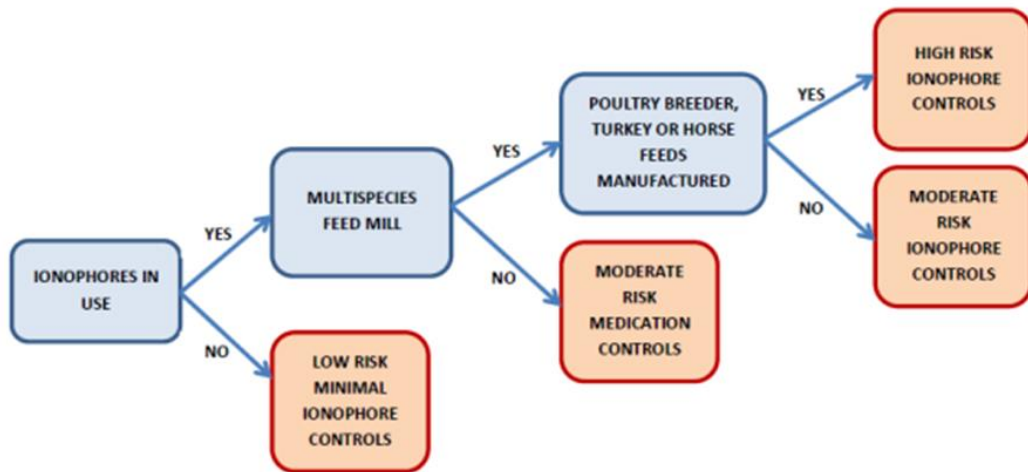 IONOPHORES IN
USE
YES
NO
LOW RISK
MINIMAL
IONOPHORE
CONTROLS
MULTISPECIES
FEED MILL
YES
NO
MODERATE
RISK
MEDICATION
CONTROLS
POULTRY BREEDER,
TURKEY OR HORSE
FEEDS
MANUFACTURED
YES
NO
HIGH RISK
IONOPHORE
CONTROLS
MODERATE
RISK
IONOPHORE
CONTROLS